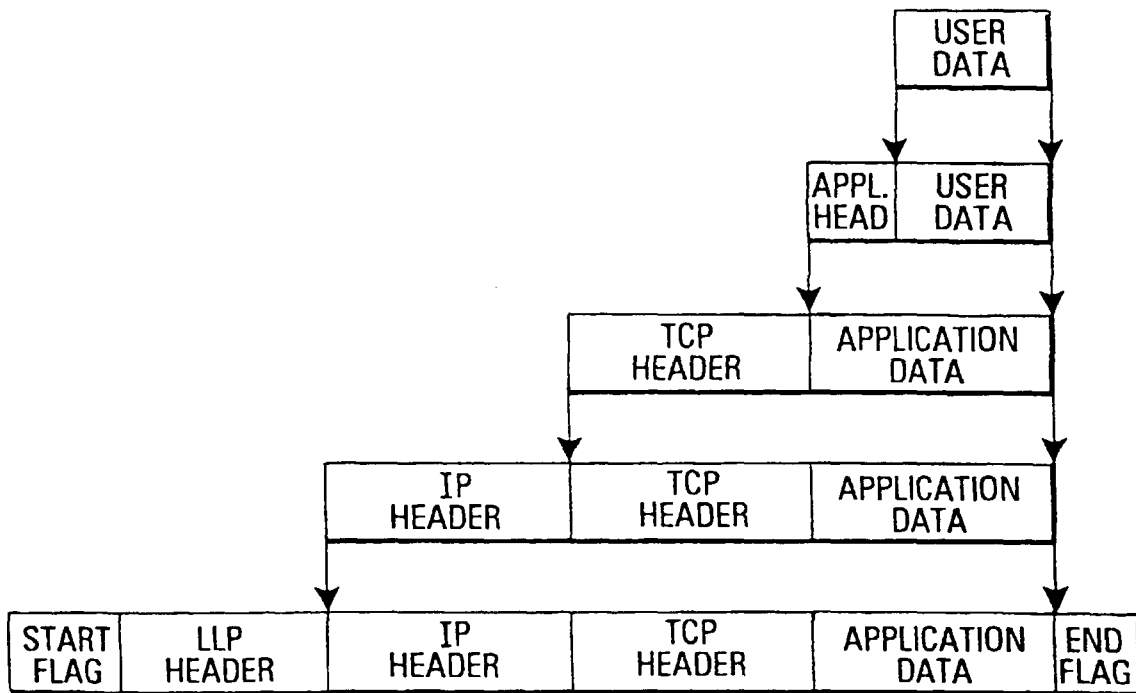 USER
DATA
APPL.
HEAD
USER
DATA
TCP
HEADER
APPLICATION
DATA
IP
HEADER
TCP
HEADER
APPLICATION
DATA
START
FLAG
LLP
HEADER
IP
HEADER
TCP
HEADER
APPLICATION
DATA
END
FLAG